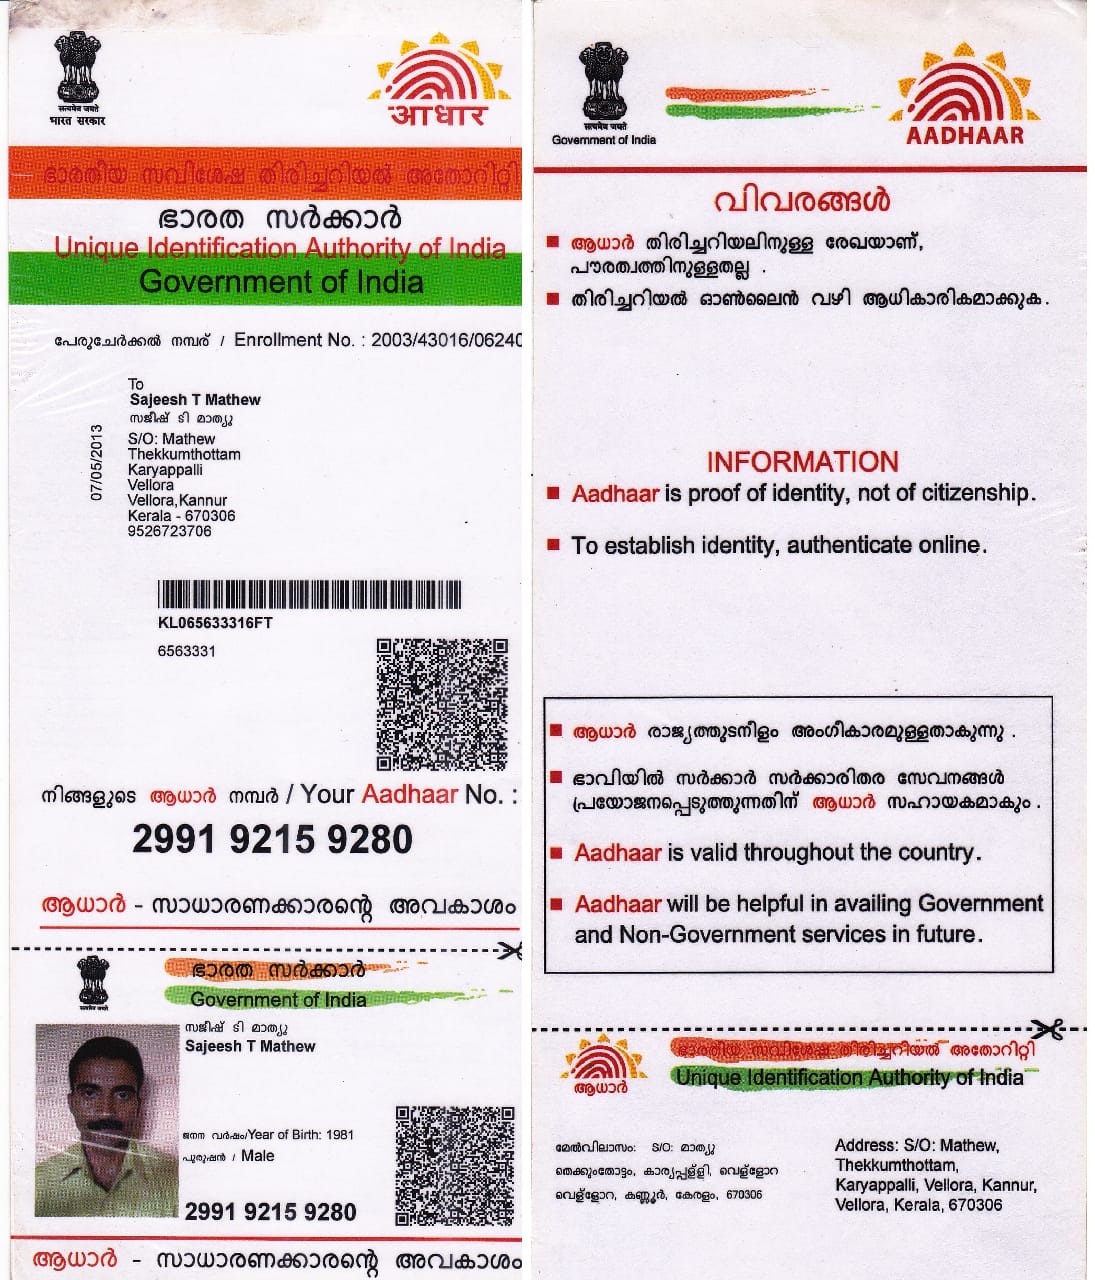 सत्यमेव जयते
भारत सरकार
आधार
ഭാരതീയ സവിശേഷ തിരിച്ചറിയൽ അതോറിറ്റി
ഭാരത സർക്കാർ
Unique Identification Authority of India
Government of India
പേരുചേർക്കൽ നമ്പര് / Enrollment No. : 2003/43016/06240
To
Sajeesh T Mathew
സജീഷ് ടി മാത്യു
S/O: Mathew
Thekkumthottam
Karyappalli
Vellora
Vellora,Kannur
Kerala - 670306
9526723706
07/05/2013
KL065633316FT
6563331
നിങ്ങളുടെ ആധാർ നമ്പർ / Your Aadhaar No. :
2991 9215 9280
ആധാർ - സാധാരണക്കാരന്റെ അവകാശം
ഭാരത സർക്കാർ
Government of India
സജീഷ് ടി മാത്യു
Sajeesh T Mathew
ജനന വർഷം/Year of Birth: 1981
പുരുഷൻ / Male
2991 9215 9280
ആധാർ - സാധാരണക്കാരന്റെ അവകാശം
सत्यमेव जयते
Government of India
AADHAAR
വിവരങ്ങൾ
ആധാർ തിരിച്ചറിയലിനുള്ള രേഖയാണ്,
പൗരത്വത്തിനുള്ളതല്ല .
തിരിച്ചറിയൽ ഓൺലൈൻ വഴി ആധികാരികമാക്കുക.
INFORMATION
Aadhaar is proof of identity, not of citizenship.
To establish identity, authenticate online.
ആധാർ രാജ്യത്തുടനീളം അംഗീകാരമുള്ളതാകുന്നു .
ഭാവിയിൽ സർക്കാർ സർക്കാരിതര സേവനങ്ങൾ
പ്രയോജനപ്പെടുത്തുന്നതിന് ആധാർ സഹായകമാകും .
Aadhaar is valid throughout the country.
Aadhaar will be helpful in availing Government
and Non-Government services in future.
ആധാർ
ഭാരതീയ സവിശേഷ തിരിച്ചറിയൽ അതോറിറ്റി
Unique Identification Authority of India
മേൽവിലാസം: S/O: മാത്യു
തെക്കുംതോട്ടം, കാര്യപ്പള്ളി, വെള്ളോറ
വെള്ളോറ, കണ്ണൂർ, കേരളം, 670306
Address: S/O: Mathew,
Thekkumthottam,
Karyappalli, Vellora, Kannur,
Vellora, Kerala, 670306